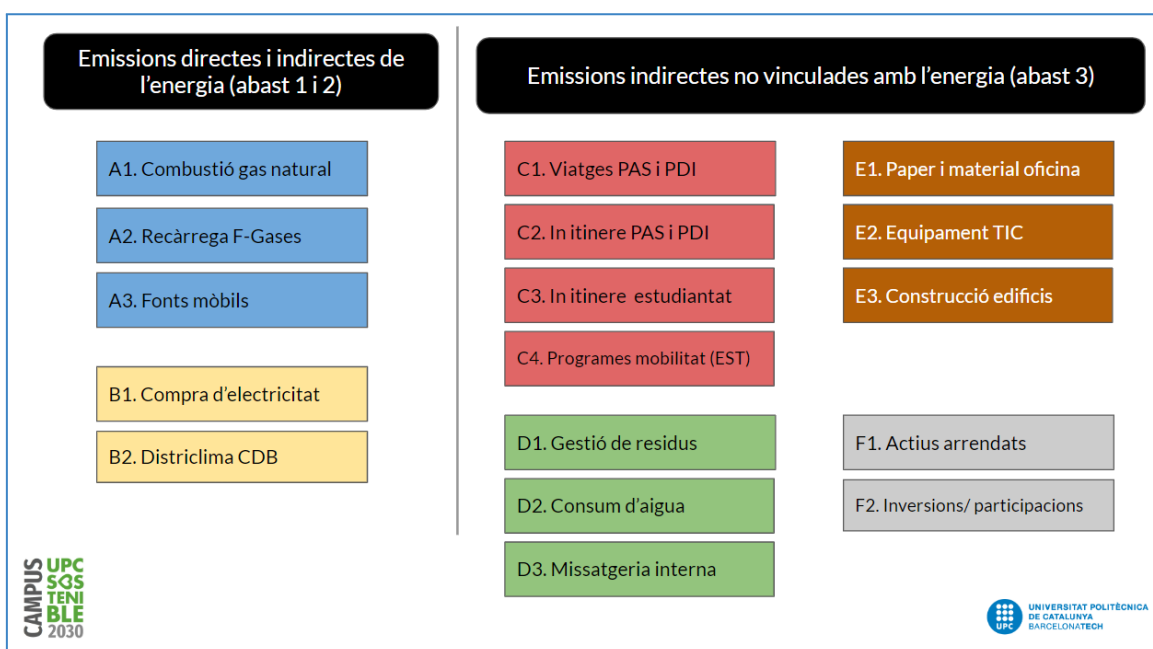 Emissions directes i indirectes de
l'energia (abast 1 i 2)
Emissions indirectes no vinculades amb l'energia (abast 3)
A1. Combustió gas natural
A2. Recàrrega F-Gases
A3. Fonts mòbils
B1. Compra d'electricitat
B2. Districlima CDB
C1. Viatges PAS i PDI
C2. In itinere PAS i PDI
C3. In itinere estudiantat
C4. Programes mobilitat (EST)
D1. Gestió de residus
D2. Consum d'aigua
D3. Missatgeria interna
E1. Paper i material oficina
E2. Equipament TIC
E3. Construcció edificis
F1. Actius arrendats
F2. Inversions/ participacions
CAMPUS
UPC
SOS
TENI
BLE
2030
UPC
UNIVERSITAT POLITÈCNICA
DE CATALUNYA
BARCELONATECH